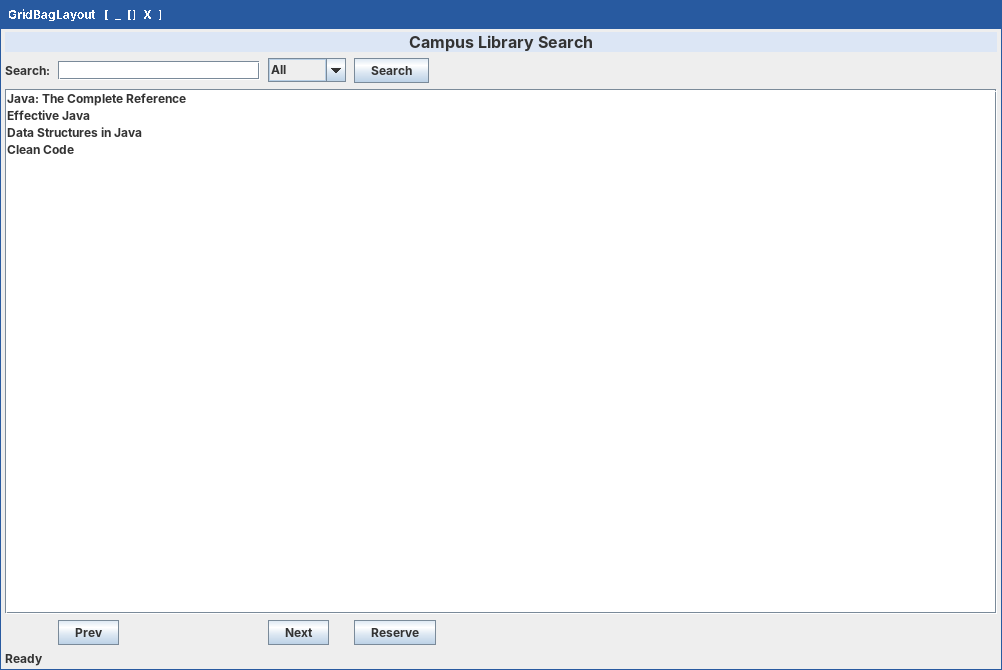 GridBagLayout [ _ [] X ]
Campus Library Search
Search: All Search
Java: The Complete Reference
Effective Java
Data Structures in Java
Clean Code
Prev Next Reserve
Ready